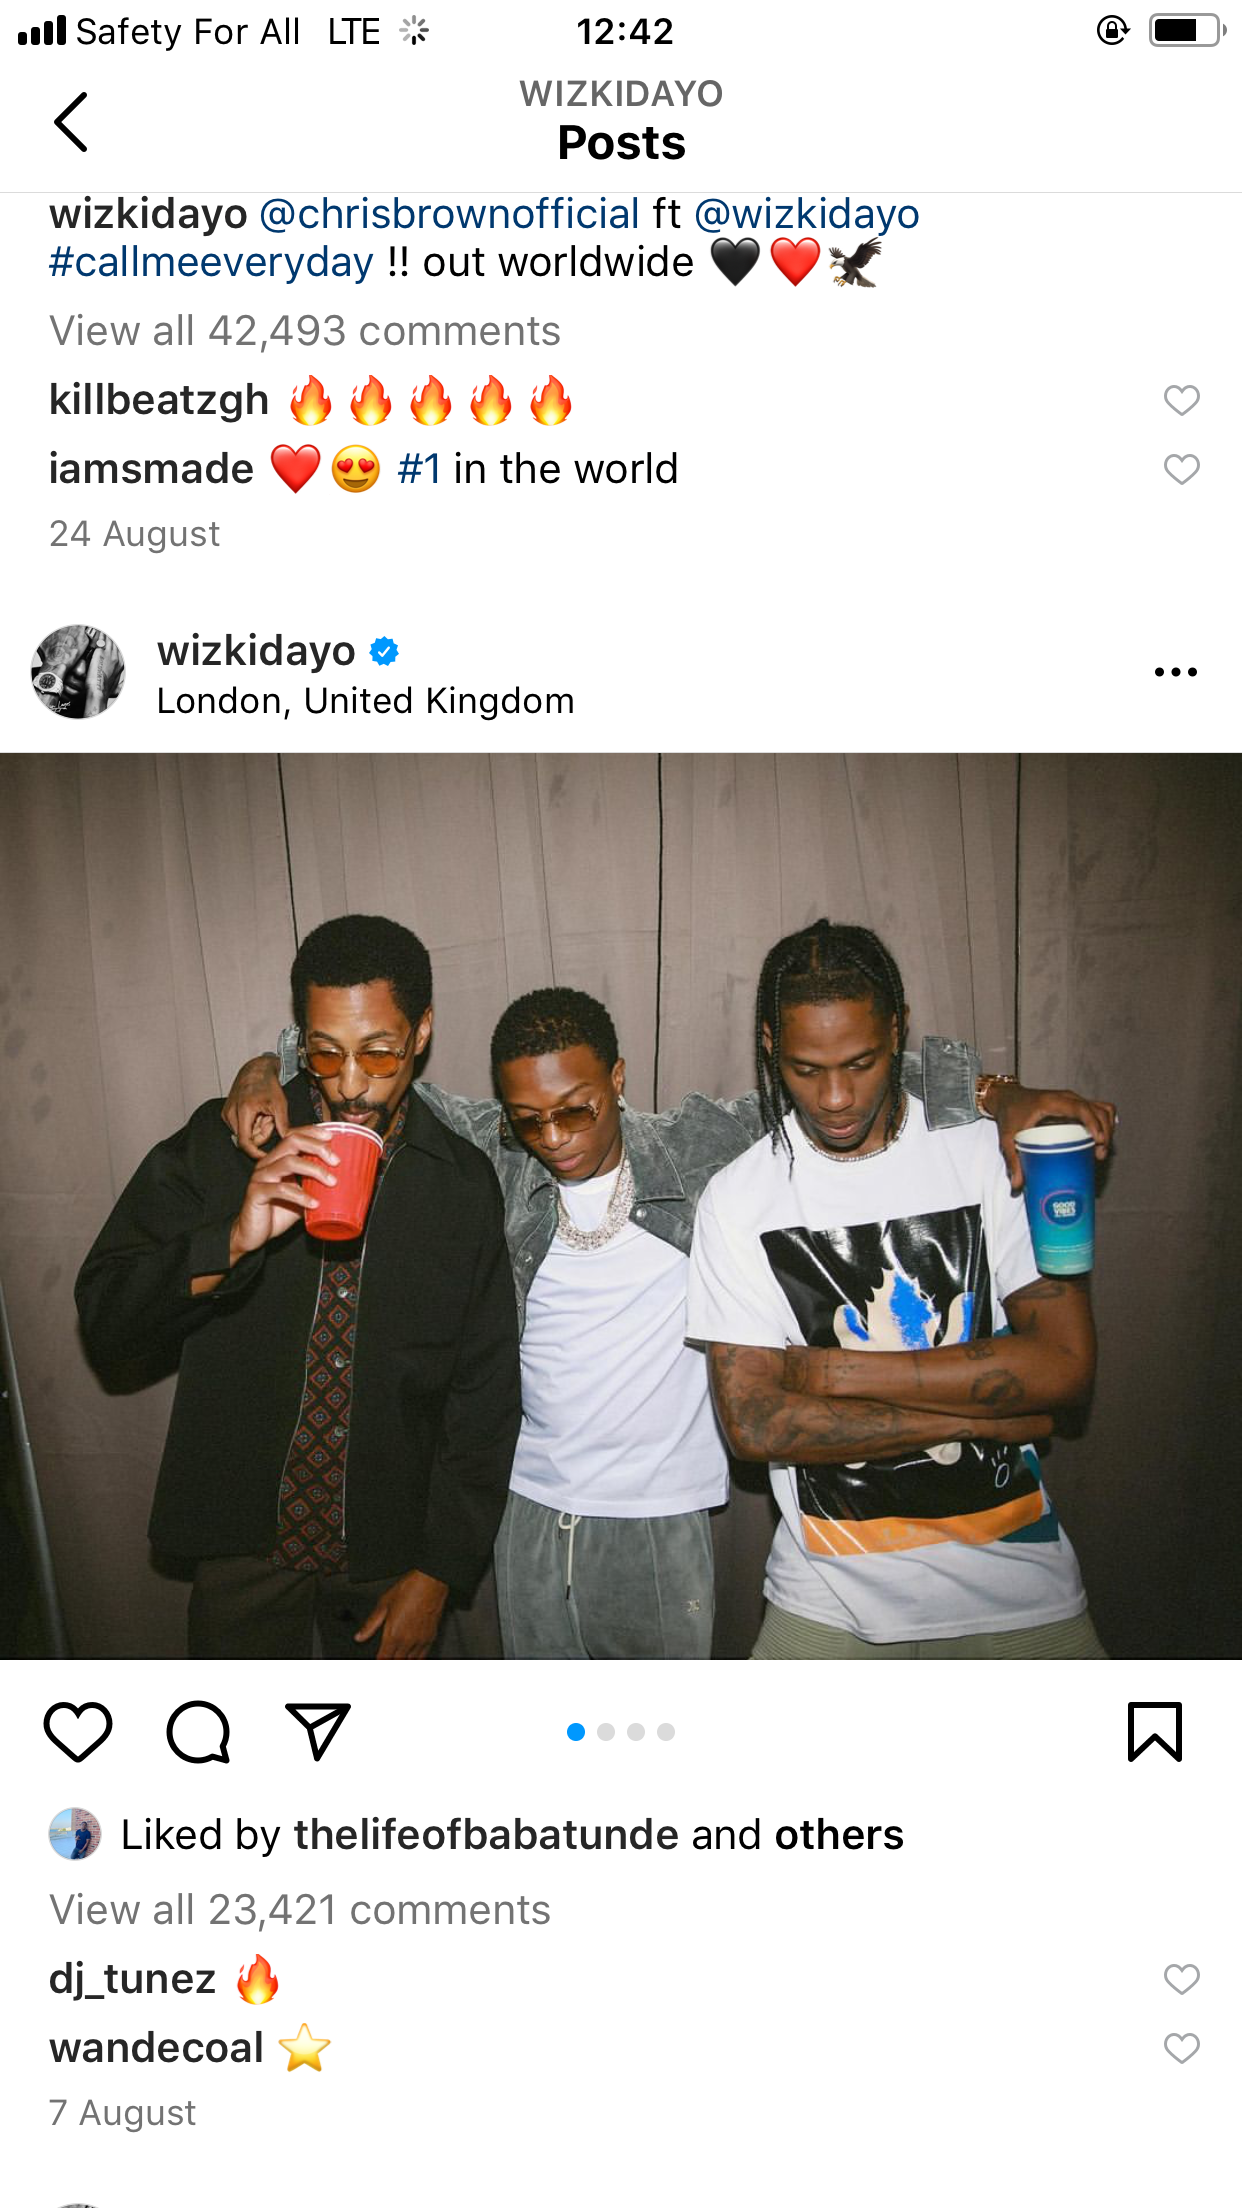 Safety For All LTE 12:42
WIZKIDAYO
Posts
wizkidayo @chrisbrownofficial ft @wizkidayo
#callmeeveryday !! out worldwide 🖤❤️🦅
View all 42,493 comments
killbeatzgh 🔥🔥🔥🔥🔥
iamsmade ❤️😍 #1 in the world
24 August
wizkidayo
London, United Kingdom
GOOD
VIBES
Liked by thelifeofbabatunde and others
View all 23,421 comments
dj_tunez 🔥
wandecoal ⭐
7 August